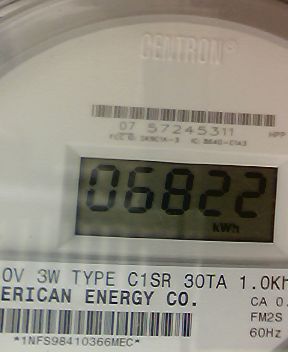 CENTRON®
07 57245311
HPP
06822
kWh
0V 3W TYPE C1SR 30TA 1.0Kh
ERICAN ENERGY CO.
CA 0.
FM2S
60Hz
*1NFS98410366MEC*